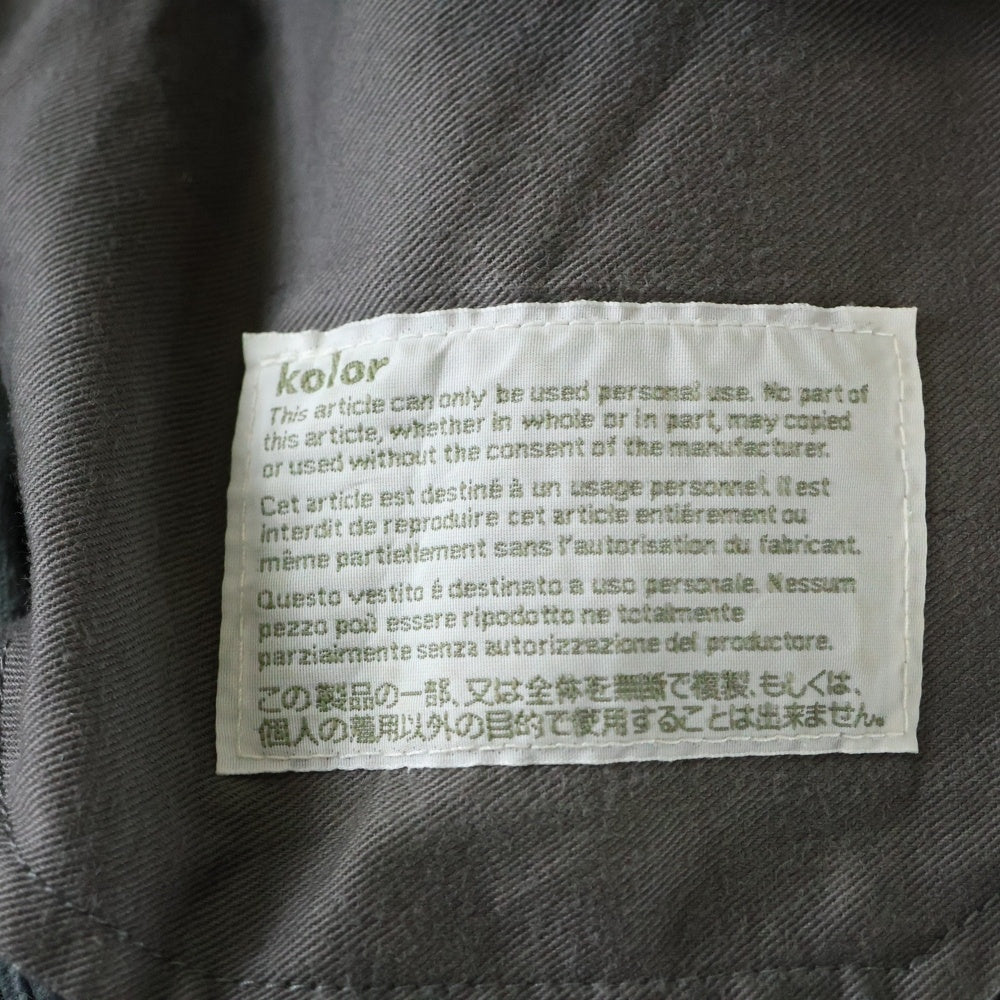 kolor
This article can only be used personal use. No part of
this article, whether in whole or in part, may copied
or used without the consent of the manufacturer.
Cet article est destiné à un usage personnel. Il est
interdit de reproduire cet article entiérement ou
même partiellement sans l'autorisation du fabricant.
Questo vestito é destinato a uso personale. Nessum
pezzo poù essere ripodotto ne totalmente
parzialmente senza autorizzazione del productore.
この製品の一部、又は全体を無断で複製、もしくは、
個人の着用以外の目的で使用することは出来ません。